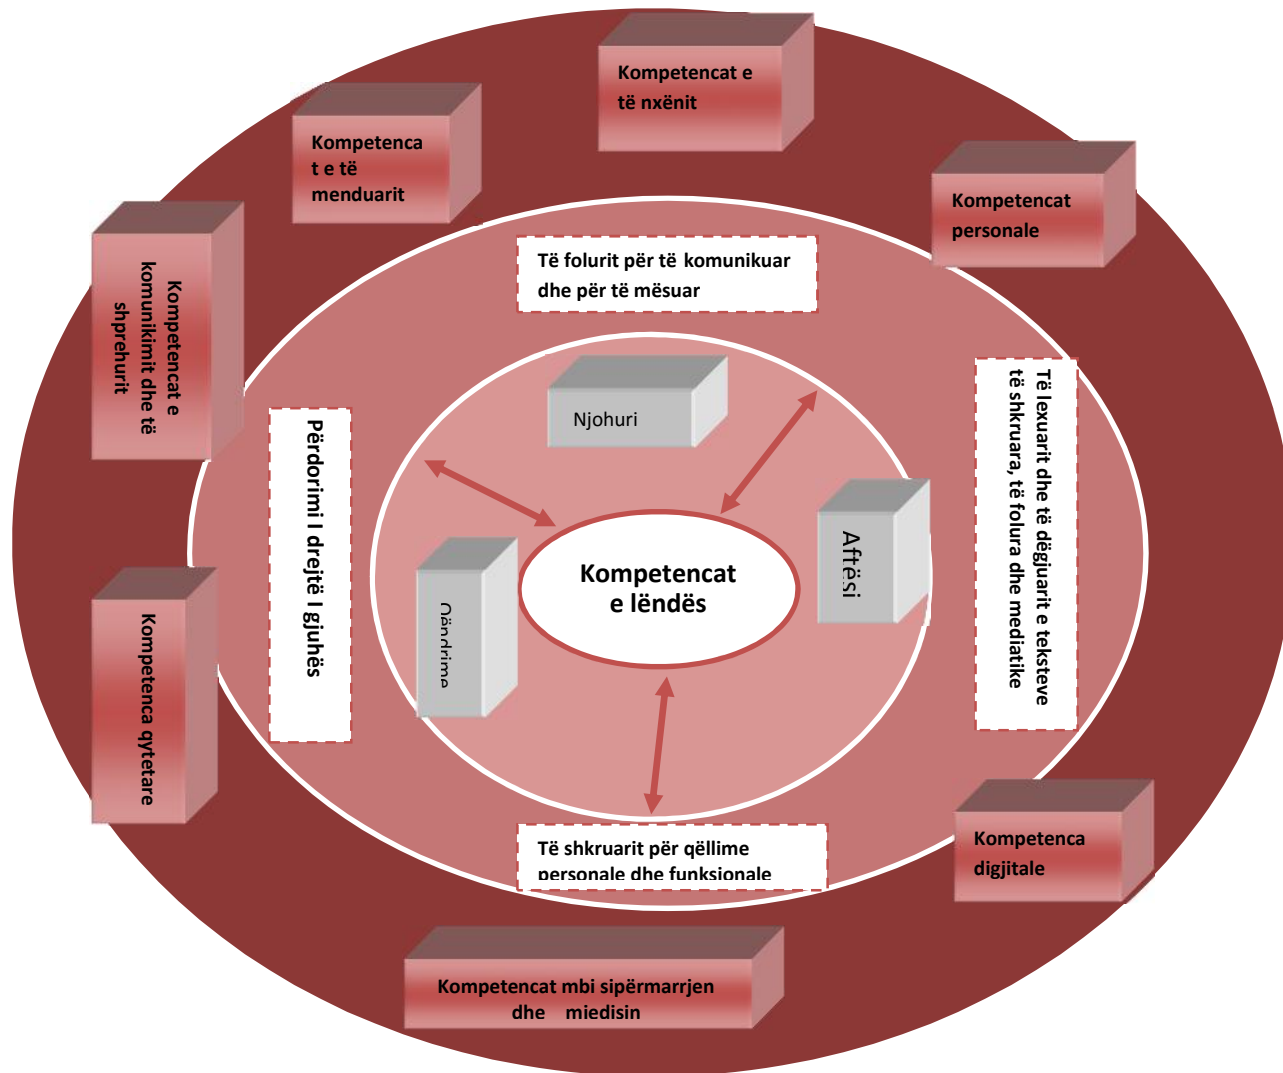 Kompetencat e
të nxënit
Kompetenca
t e të
menduarit
Kompetencat
personale
Kompetencat e
komunikimit dhe të
shprehurit
Të folurit për të komunikuar
dhe për të mësuar
Të lexuarit dhe të dëgjuarit e teksteve
të shkruara, të folura dhe mediatike
Njohuri
Përdorimi I drejtë I gjuhës
Aftësi
Kompetencat
e lëndës
Qëndrime
Kompetenca qytetare
Të shkruarit për qëllime
personale dhe funksionale
Kompetenca
digjitale
Kompetencat mbi sipërmarrjen
dhe miedisin